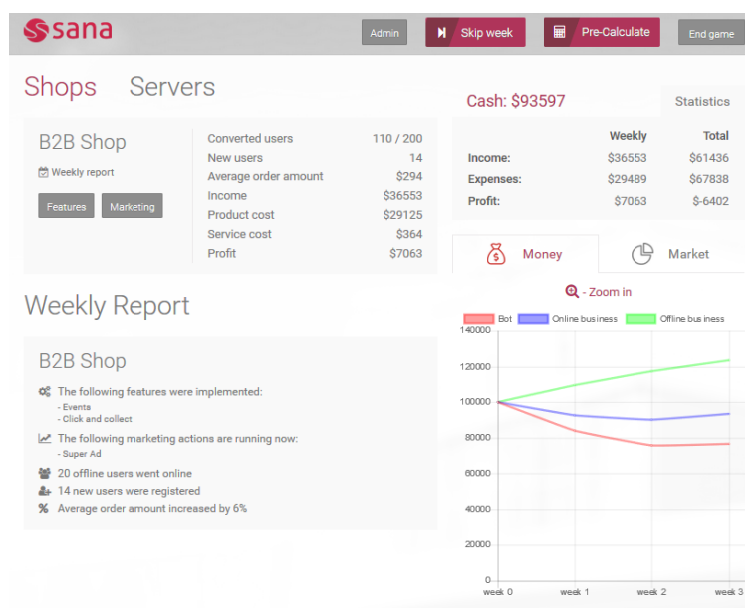 sana
Admin
Skip week
Pre-Calculate
End game
Shops Servers
B2B Shop
Weekly report
Features Marketing
Converted users 110 / 200
New users 14
Average order amount $294
Income $36553
Product cost $29125
Service cost $364
Profit $7063
Cash: $93597
Statistics
Weekly Total
Income: $36553 $61436
Expenses: $29489 $67838
Profit: $7053 $-6402
Money
Market
- Zoom in
Bot Online business Offline business
140000
120000
100000
80000
60000
40000
20000
0
week 0 week 1 week 2 week 3
Weekly Report
B2B Shop
The following features were implemented:
- Events
- Click and collect
The following marketing actions are running now:
- Super Ad
20 offline users went online
14 new users were registered
% Average order amount increased by 6%